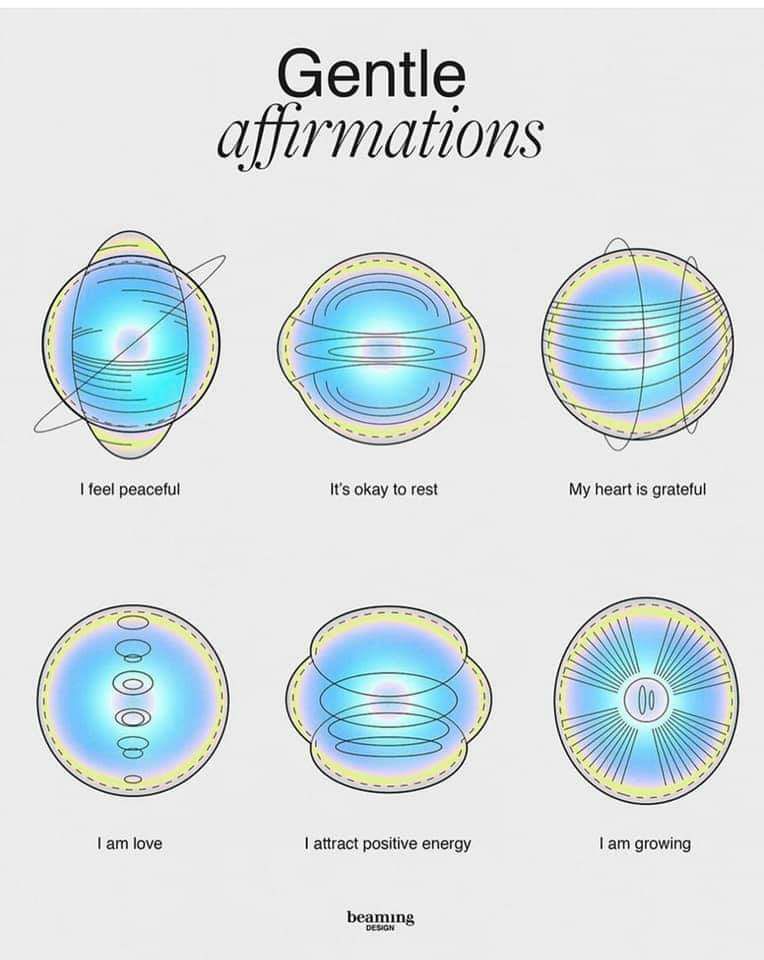 Gentle
affirmations
I feel peaceful
It's okay to rest
My heart is grateful
I am love
I attract positive energy
I am growing
beamıng
DESIGN